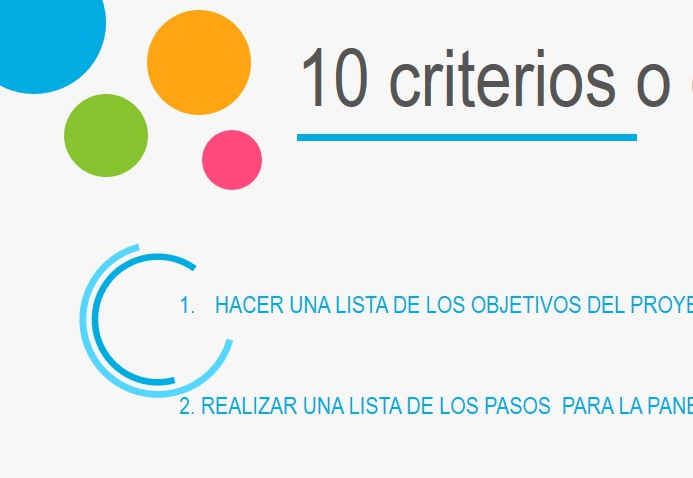 10 criterios o
1. HACER UNA LISTA DE LOS OBJETIVOS DEL PROYE
2. REALIZAR UNA LISTA DE LOS PASOS PARA LA PANE